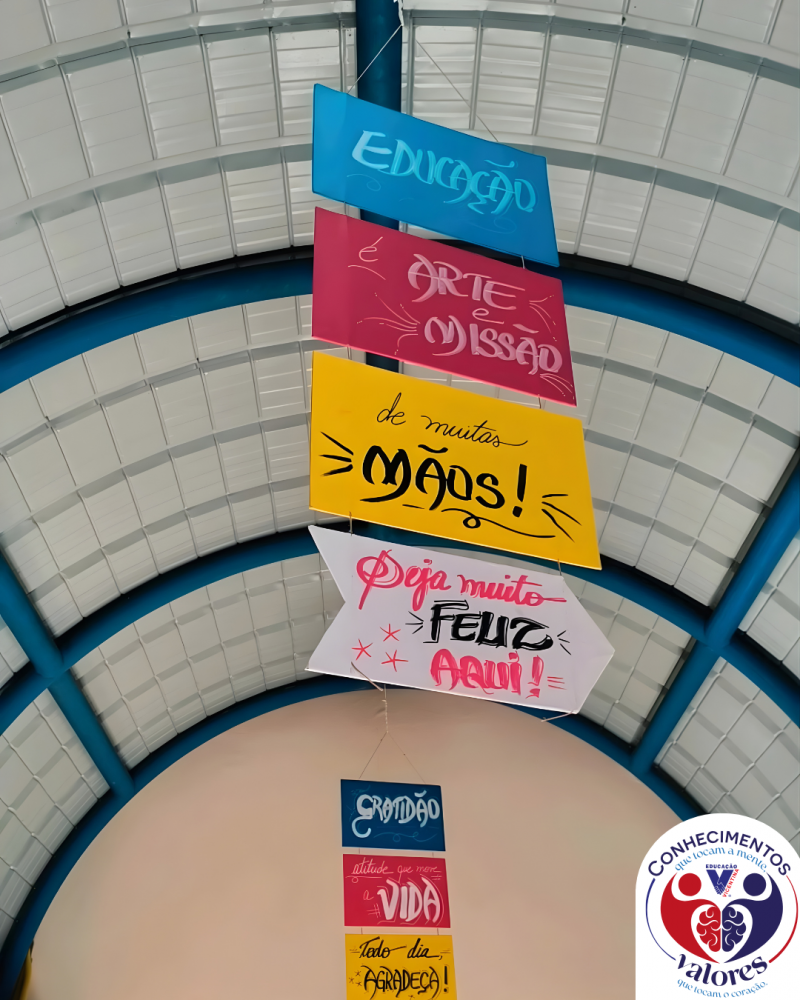 EDUCAÇÃO
é ARTE
e
MISSÃO
de muitas
MÃOS!
Seja muito
FELIZ
AQUI!
GRATIDÃO
atitude que move
a VIDA
Todo dia,
AGRADEÇA!
CONHECIMENTOS
que tocam a mente,
EDUCAÇÃO
VICENTINA
valores
que tocam o coração.